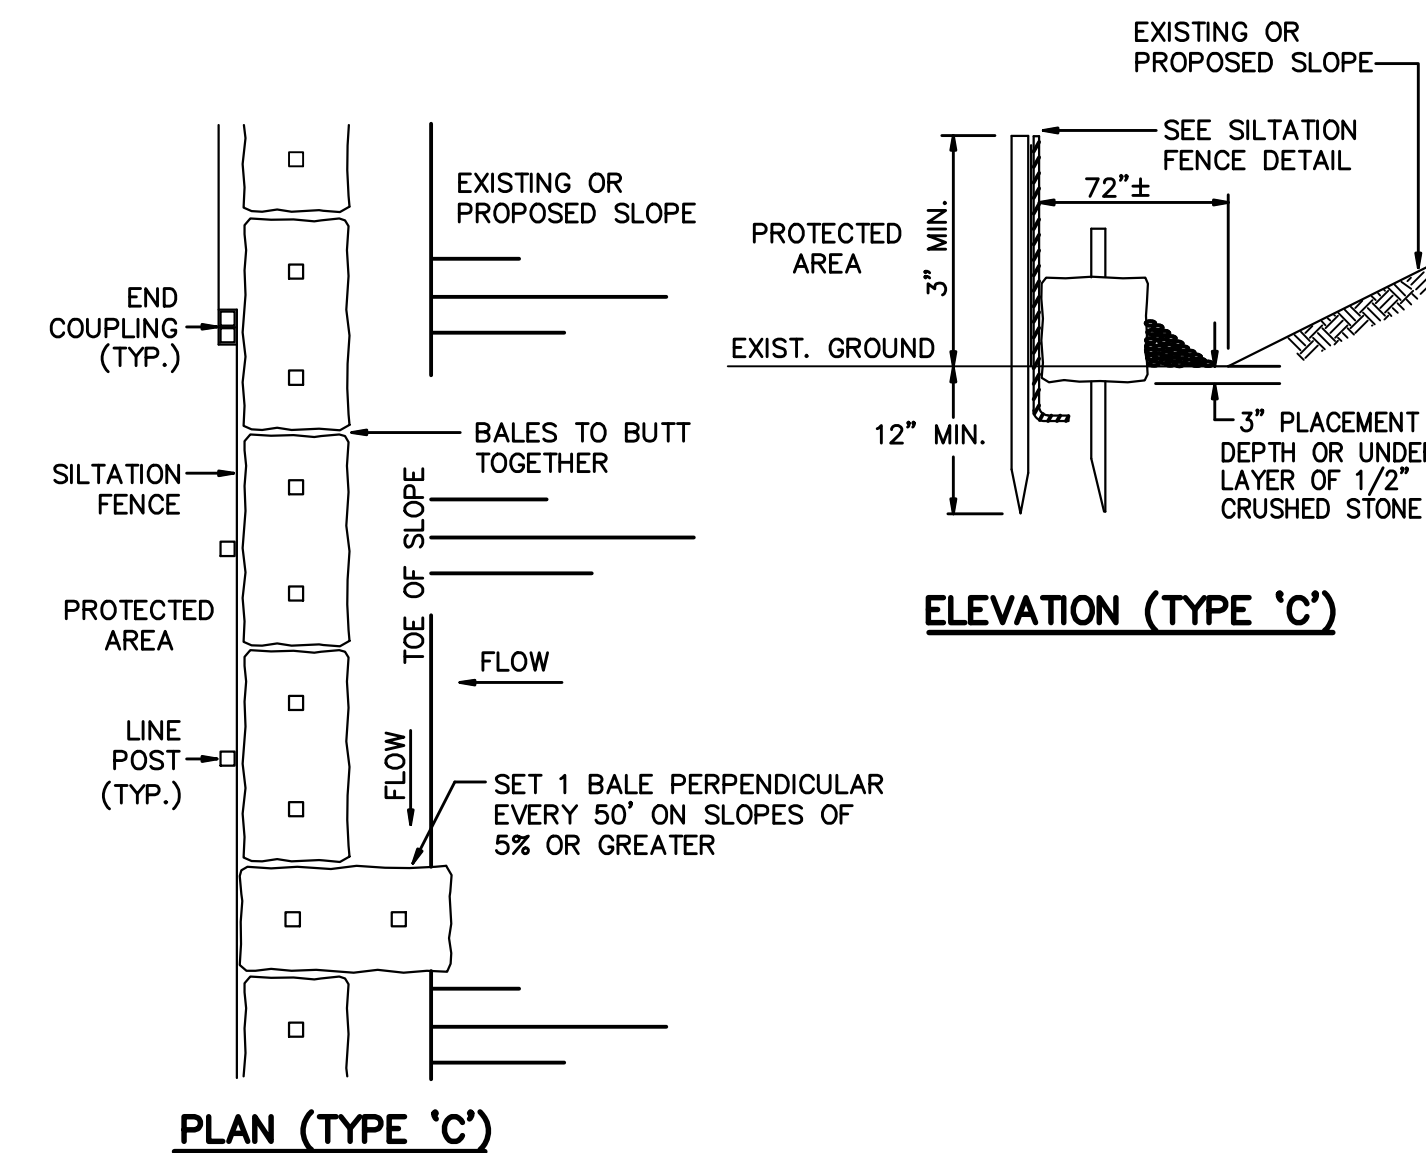 EXISTING OR
PROPOSED SLOPE
END
COUPLING
(TYP.)
BALES TO BUTT
TOGETHER
SILTATION
FENCE
TOE OF SLOPE
PROTECTED
AREA
FLOW
LINE
POST
(TYP.)
FLOW
SET 1 BALE PERPENDICULAR
EVERY 50' ON SLOPES OF
5% OR GREATER
PLAN (TYPE 'C')
EXISTING OR
PROPOSED SLOPE
SEE SILTATION
FENCE DETAIL
72"±
PROTECTED
AREA
3" MIN.
EXIST. GROUND
12" MIN.
3" PLACEMENT
DEPTH OR UNDER
LAYER OF 1/2"
CRUSHED STONE
ELEVATION (TYPE 'C')